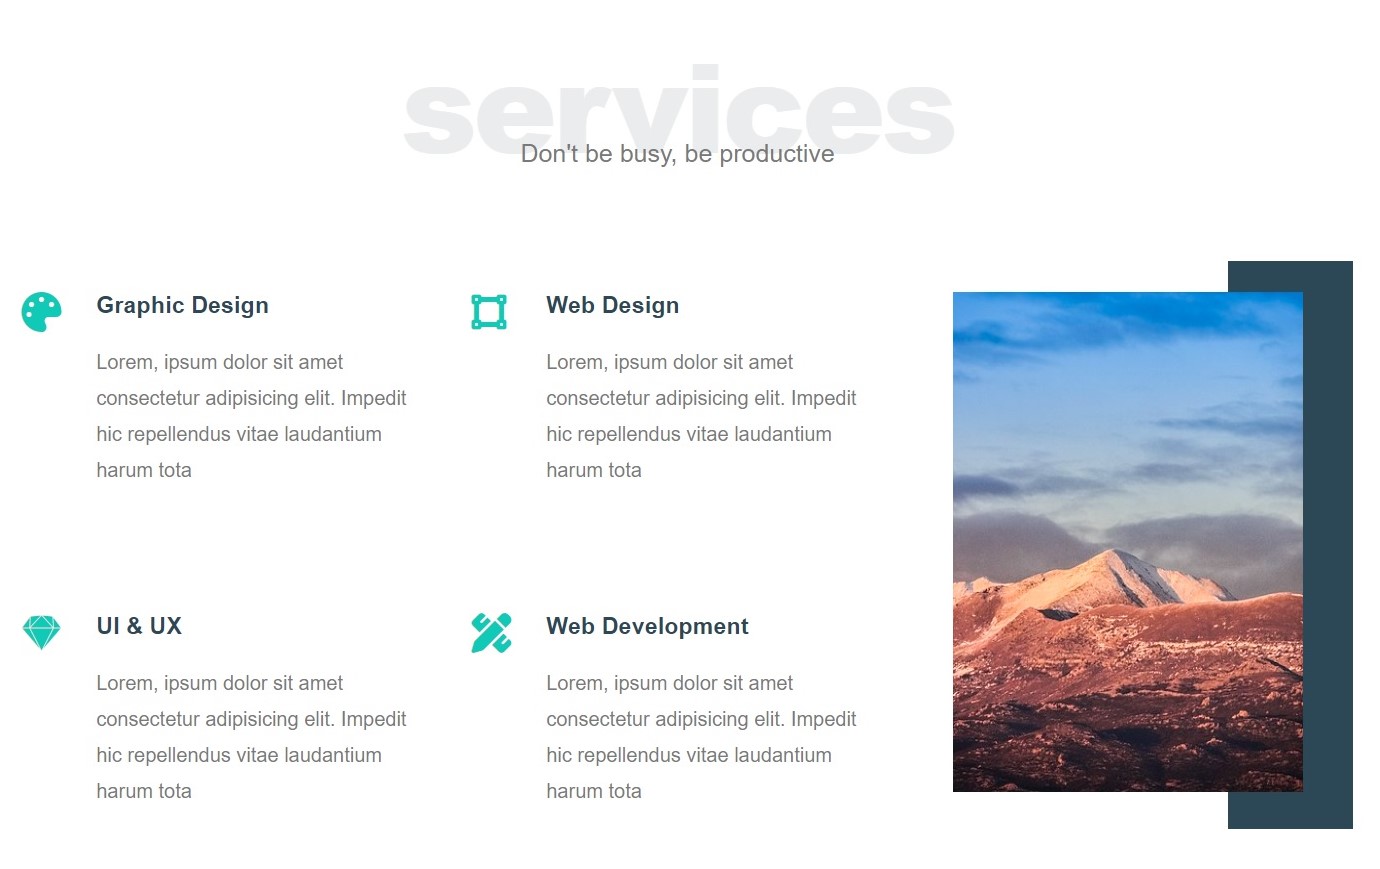 services
Don't be busy, be productive
Graphic Design
Lorem, ipsum dolor sit amet
consectetur adipisicing elit. Impedit
hic repellendus vitae laudantium
harum tota
Web Design
Lorem, ipsum dolor sit amet
consectetur adipisicing elit. Impedit
hic repellendus vitae laudantium
harum tota
UI & UX
Lorem, ipsum dolor sit amet
consectetur adipisicing elit. Impedit
hic repellendus vitae laudantium
harum tota
Web Development
Lorem, ipsum dolor sit amet
consectetur adipisicing elit. Impedit
hic repellendus vitae laudantium
harum tota